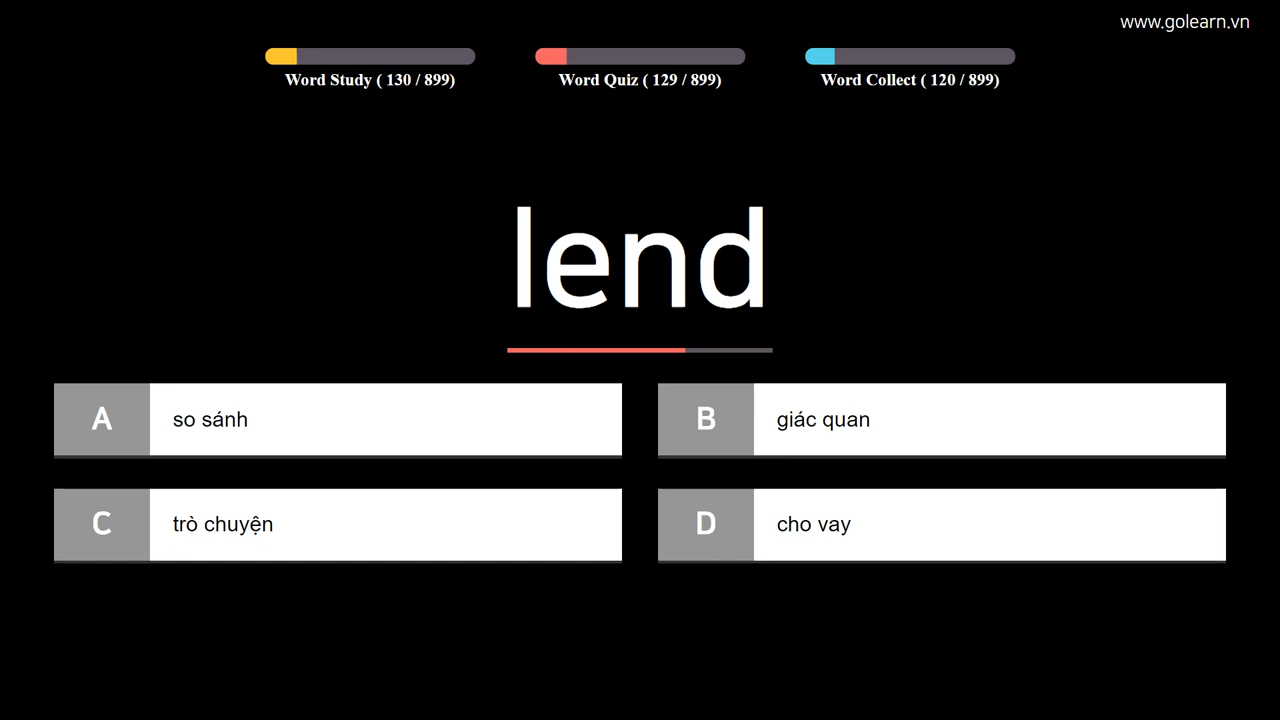 www.golearn.vn
Word Study ( 130 / 899)
Word Quiz ( 129 / 899)
Word Collect ( 120 / 899)
lend
A so sánh
B giác quan
C trò chuyện
D cho vay